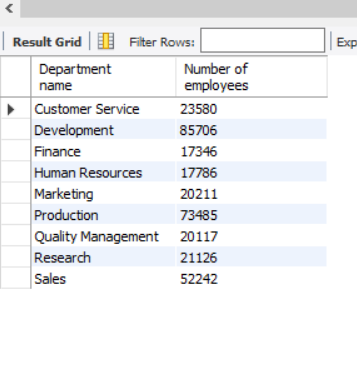 Result Grid Filter Rows: Exp
Department name Number of employees
Customer Service 23580
Development 85706
Finance 17346
Human Resources 17786
Marketing 20211
Production 73485
Quality Management 20117
Research 21126
Sales 52242